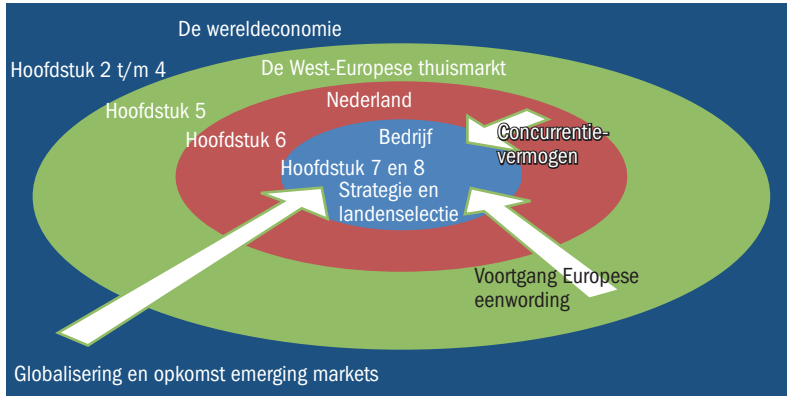 De wereldeconomie
Hoofdstuk 2 t/m 4
De West-Europese thuismarkt
Hoofdstuk 5
Nederland
Hoofdstuk 6
Bedrijf
Concurrentie-
vermogen
Hoofdstuk 7 en 8
Strategie en
landenselectie
Voortgang Europese
eenwording
Globalisering en opkomst emerging markets